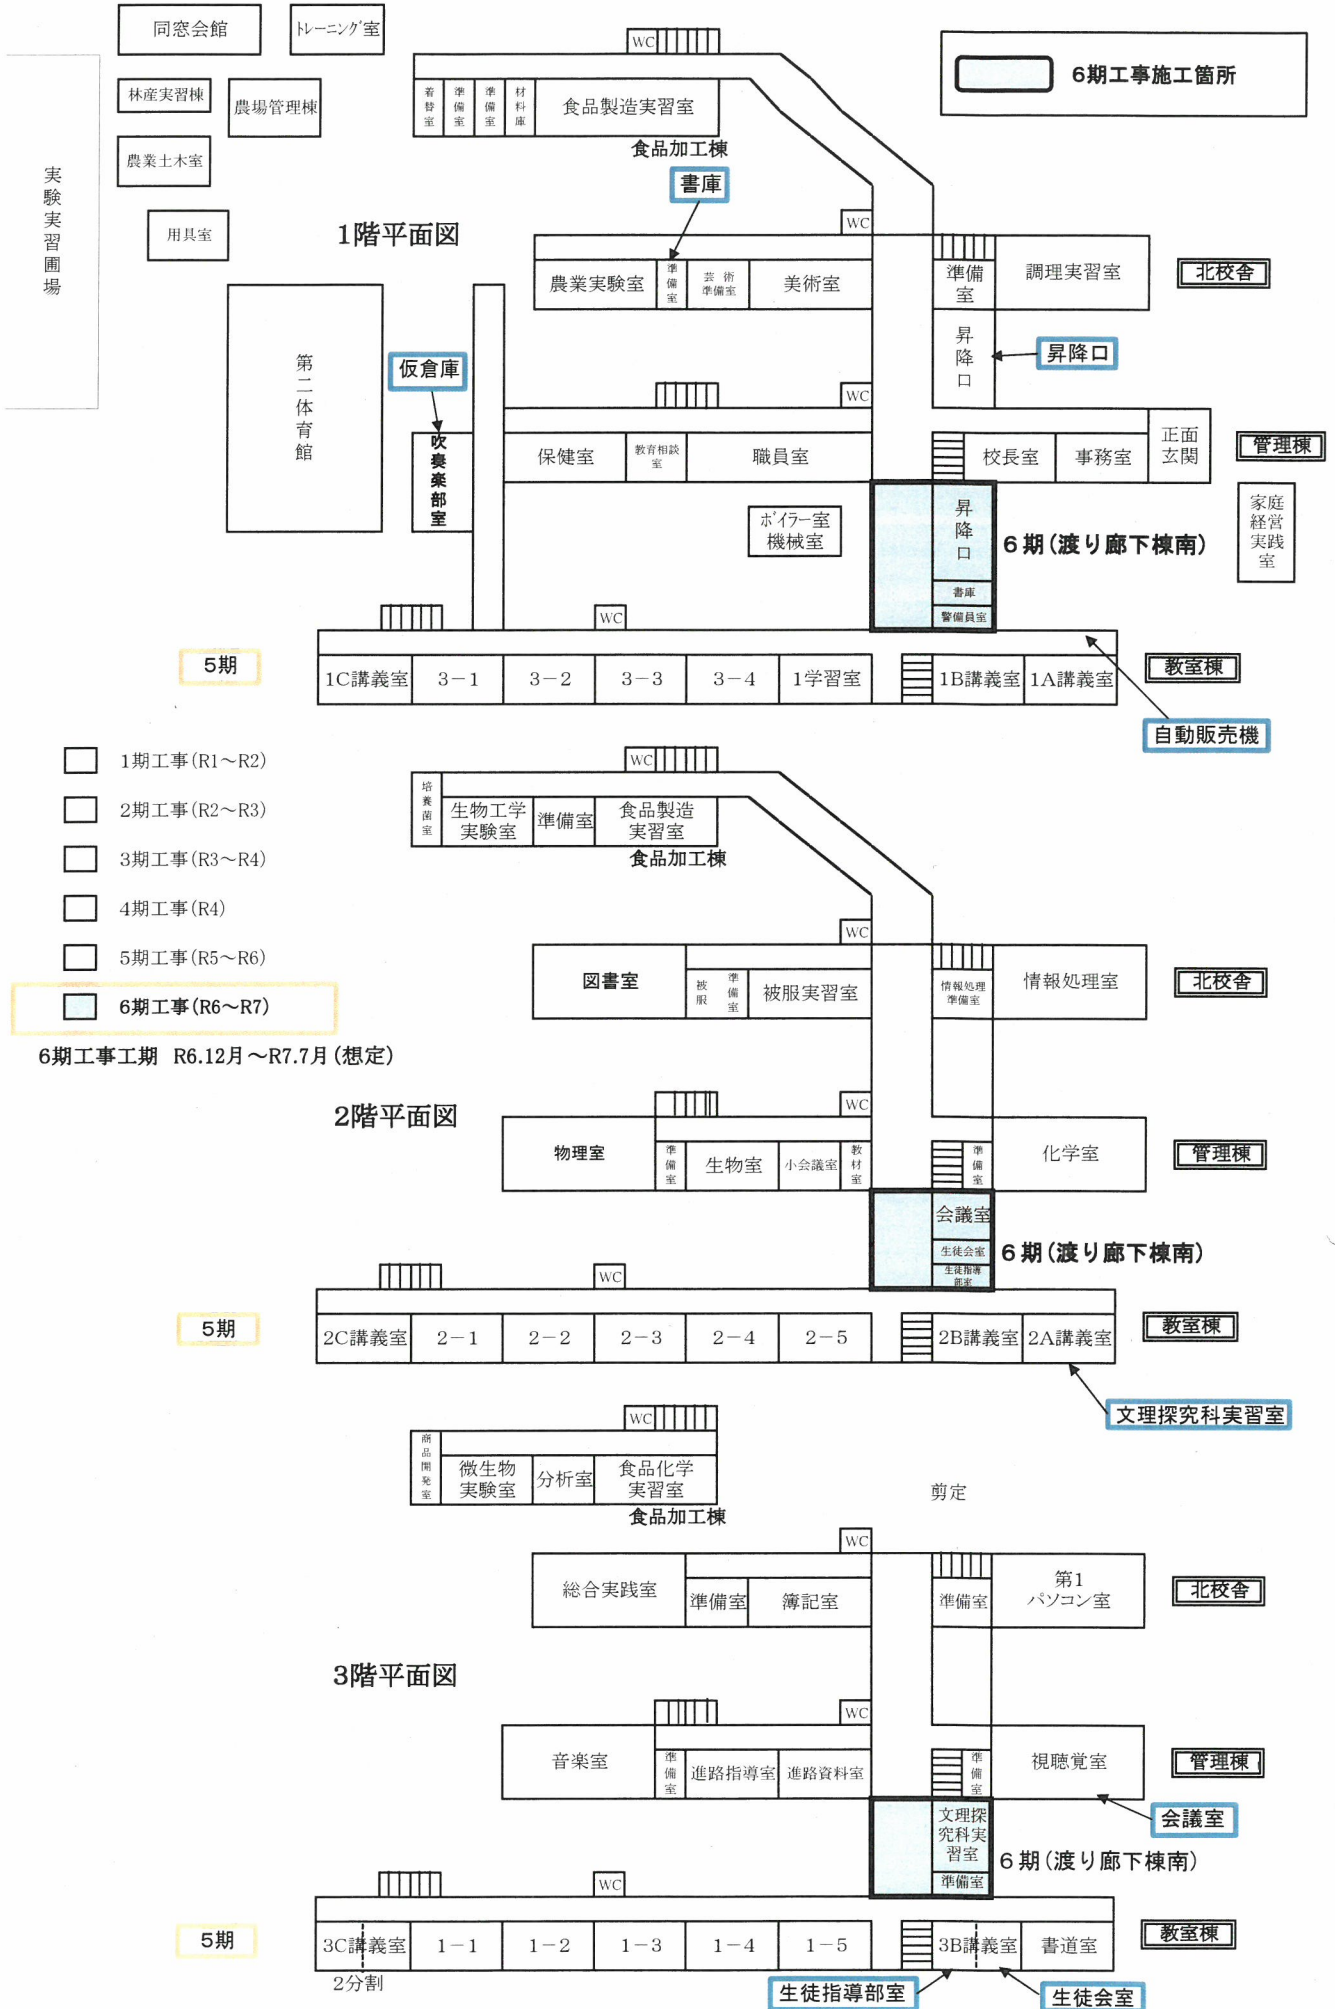 同窓会館
トレーニング室
WC
6期工事施工箇所
林産実習棟
農場管理棟
着替室
準備室
準備室
材料庫
食品製造実習室
食品加工棟
農業土木室
実験実習圃場
書庫
用具室
1階平面図
WC
農業実験室
準備室
芸術
準備室
美術室
準備室
調理実習室
北校舎
昇降口
昇降口
第二体育館
仮倉庫
WC
吹奏楽部室
保健室
教育相談室
職員室
校長室
事務室
正面玄関
管理棟
ボイラー室
機械室
昇降口
書庫
警備員室
6期(渡り廊下棟南)
家庭経営実践室
WC
5期
1C講義室
3-1
3-2
3-3
3-4
1学習室
1B講義室
1A講義室
教室棟
自動販売機
1期工事(R1~R2)
2期工事(R2~R3)
3期工事(R3~R4)
4期工事(R4)
5期工事(R5~R6)
6期工事(R6~R7)
6期工事工期 R6.12月~R7.7月(想定)
WC
培養菌室
生物工学
実験室
準備室
食品製造
実習室
食品加工棟
WC
図書室
被服
準備室
被服実習室
情報処理
準備室
情報処理室
北校舎
2階平面図
WC
物理室
準備室
生物室
小会議室
教材室
準備室
化学室
管理棟
会議室
生徒会室
生徒指導
部室
6期(渡り廊下棟南)
WC
5期
2C講義室
2-1
2-2
2-3
2-4
2-5
2B講義室
2A講義室
教室棟
文理探究科実習室
WC
商品開発室
微生物
実験室
分析室
食品化学
実習室
食品加工棟
剪定
WC
総合実践室
準備室
簿記室
準備室
第1
パソコン室
北校舎
3階平面図
WC
音楽室
準備室
進路指導室
進路資料室
準備室
視聴覚室
管理棟
会議室
文理探
究科実
習室
準備室
6期(渡り廊下棟南)
WC
5期
3C講義室
1-1
1-2
1-3
1-4
1-5
3B講義室
書道室
教室棟
2分割
生徒指導部室
生徒会室